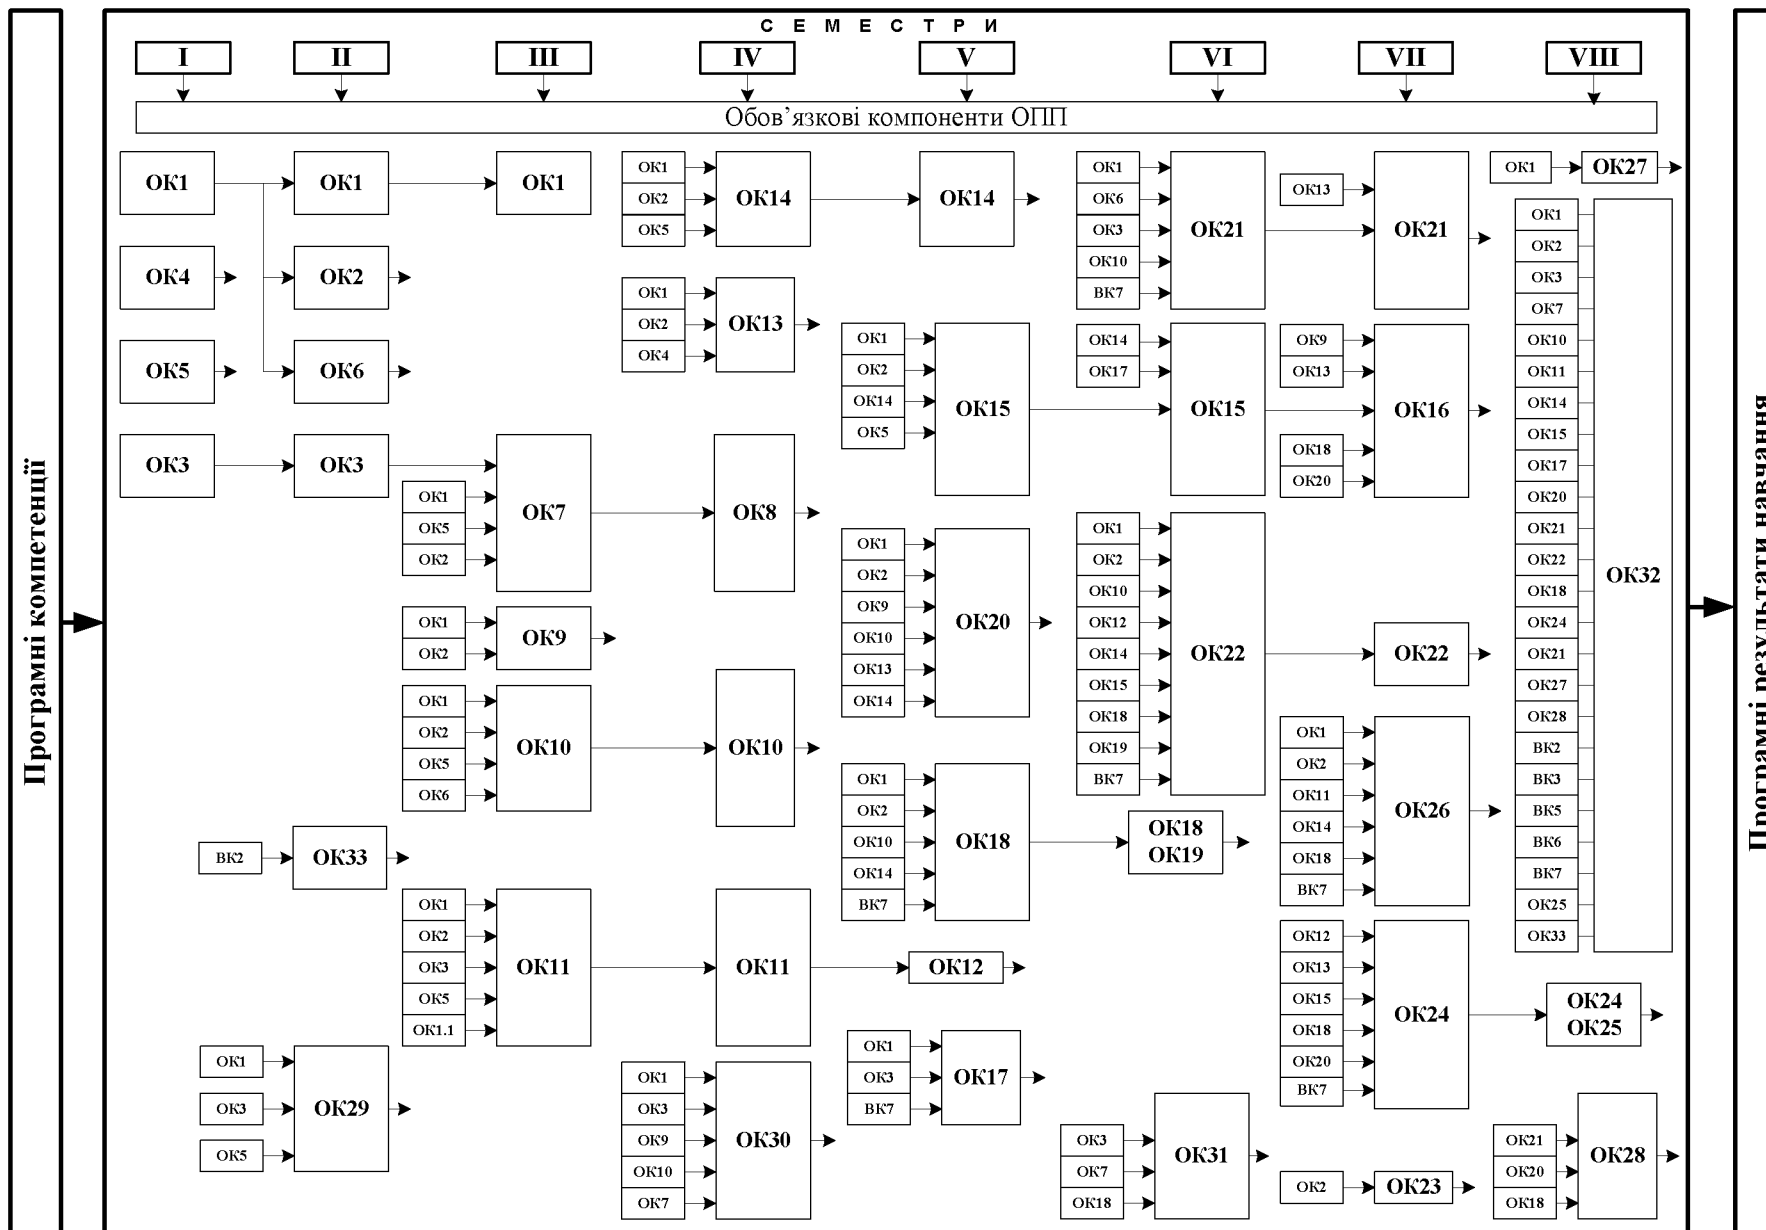 С Е М Е С Т Р И
I II III IV V VI VII VIII
Обов’язкові компоненти ОПП
Програмні компетенції
ОК1
ОК4
ОК5
ОК3
ОК1
ОК2
ОК6
ОК3
ВК2
ОК33
ОК1
ОК3
ОК5
ОК29
ОК1
ОК1
ОК5
ОК2
ОК7
ОК1
ОК2
ОК9
ОК1
ОК2
ОК5
ОК6
ОК10
ОК1
ОК2
ОК3
ОК5
ОК1.1
ОК11
ОК1
ОК2
ОК5
ОК14
ОК1
ОК2
ОК4
ОК13
ОК8
ОК10
ОК11
ОК1
ОК3
ОК9
ОК10
ОК7
ОК30
ОК14
ОК1
ОК2
ОК14
ОК5
ОК15
ОК1
ОК2
ОК9
ОК10
ОК13
ОК14
ОК20
ОК1
ОК2
ОК10
ОК14
ВК7
ОК18
ОК12
ОК1
ОК3
ВК7
ОК17
ОК1
ОК6
ОК3
ОК10
ВК7
ОК21
ОК14
ОК17
ОК15
ОК1
ОК2
ОК10
ОК12
ОК14
ОК15
ОК18
ОК19
ВК7
ОК22
ОК18
ОК19
ОК3
ОК7
ОК18
ОК31
ОК13
ОК21
ОК9
ОК13
ОК18
ОК20
ОК16
ОК22
ОК1
ОК2
ОК11
ОК14
ОК18
ВК7
ОК26
ОК12
ОК13
ОК15
ОК18
ОК20
ВК7
ОК24
ОК2
ОК23
ОК1
ОК27
ОК1
ОК2
ОК3
ОК7
ОК10
ОК11
ОК14
ОК15
ОК17
ОК20
ОК21
ОК22
ОК18
ОК24
ОК21
ОК27
ОК28
ВК2
ВК3
ВК5
ВК6
ВК7
ОК25
ОК33
ОК32
ОК24
ОК25
ОК21
ОК20
ОК18
ОК28
Програмні результати навчання